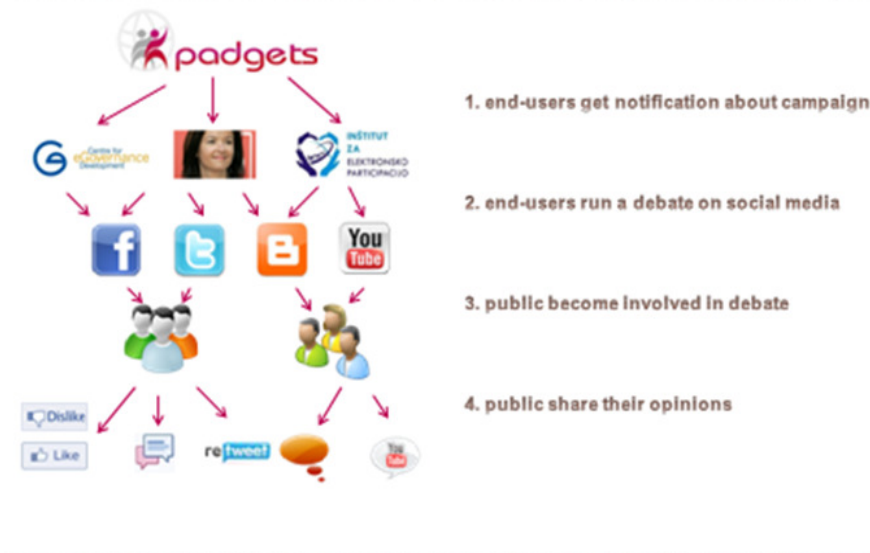 padgets
1. end-users get notification about campaign
Centre for
eGovernance
Development
INŠTITUT
ZA
ELEKTRONSKO
PARTICIPACIJO
2. end-users run a debate on social media
f
t
B
You
Tube
3. public become involved in debate
4. public share their opinions
Dislike
Like
retweet
You
Tube